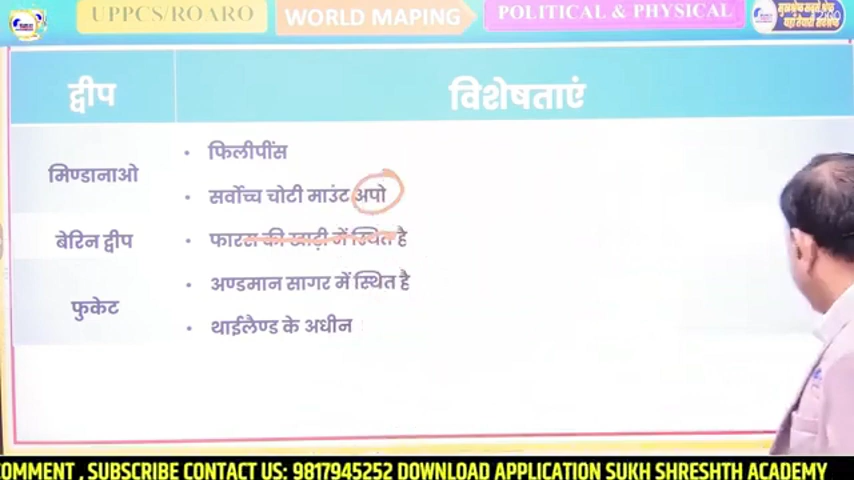 UPPCS/ROARO
WORLD MAPING
POLITICAL & PHYSICAL
द्वीप
विशेषताएं
मिण्डानाओ
• फिलीपींस
• सर्वोच्च चोटी माउंट अपो
बेरिन द्वीप
• फारस की खाढ़ी में स्थित है
फुकेट
• अण्डमान सागर में स्थित है
• थाईलैण्ड के अधीन
COMMENT , SUBSCRIBE CONTACT US: 9817945252 DOWNLOAD APPLICATION SUKH SHRESHTH ACADEMY